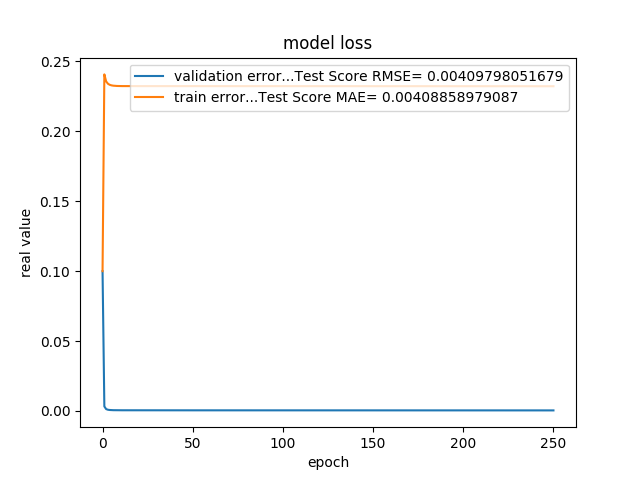 model loss
validation error...Test Score RMSE= 0.00409798051679
train error...Test Score MAE= 0.00408858979087
real value
0.25
0.20
0.15
0.10
0.05
0.00
0 50 100 150 200 250
epoch